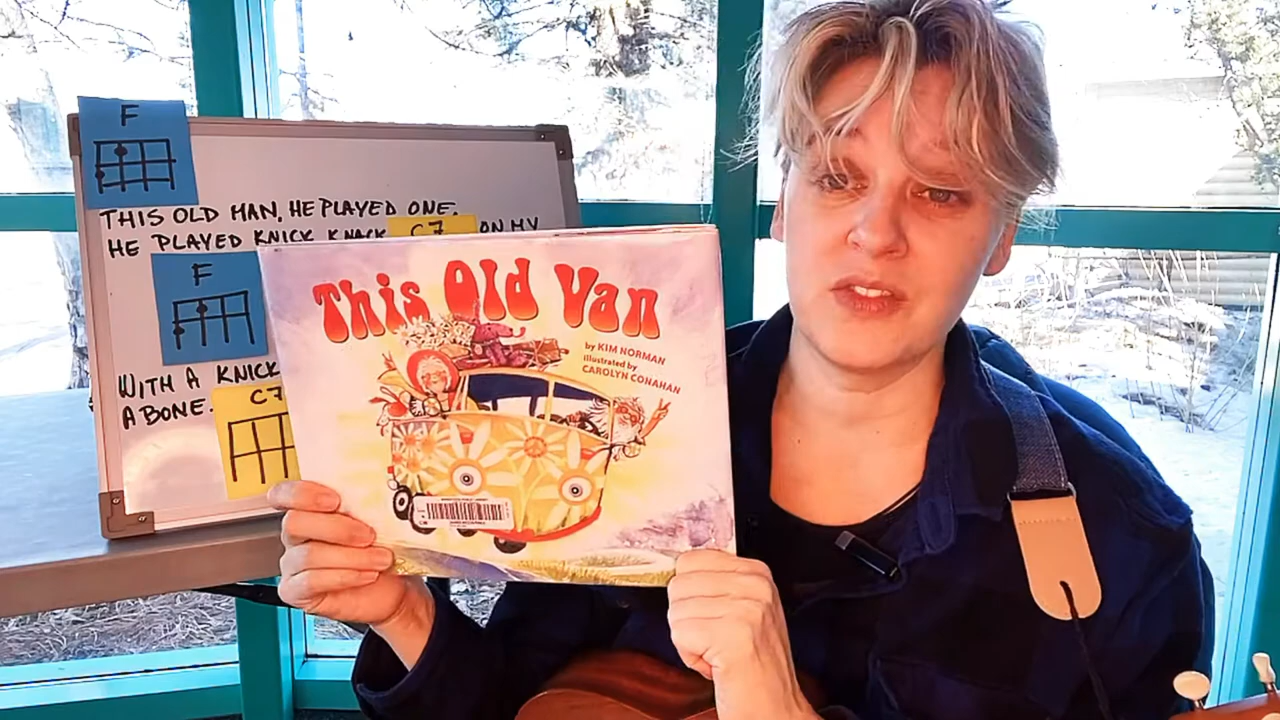 F
THIS OLD MAN, HE PLAYED ONE.
HE PLAYED KNICK KNACK C7 ON MY
F
WITH A KNICK
A BONE.
C7
This Old Van
by KIM NORMAN
illustrated by
CAROLYN CONAHAN